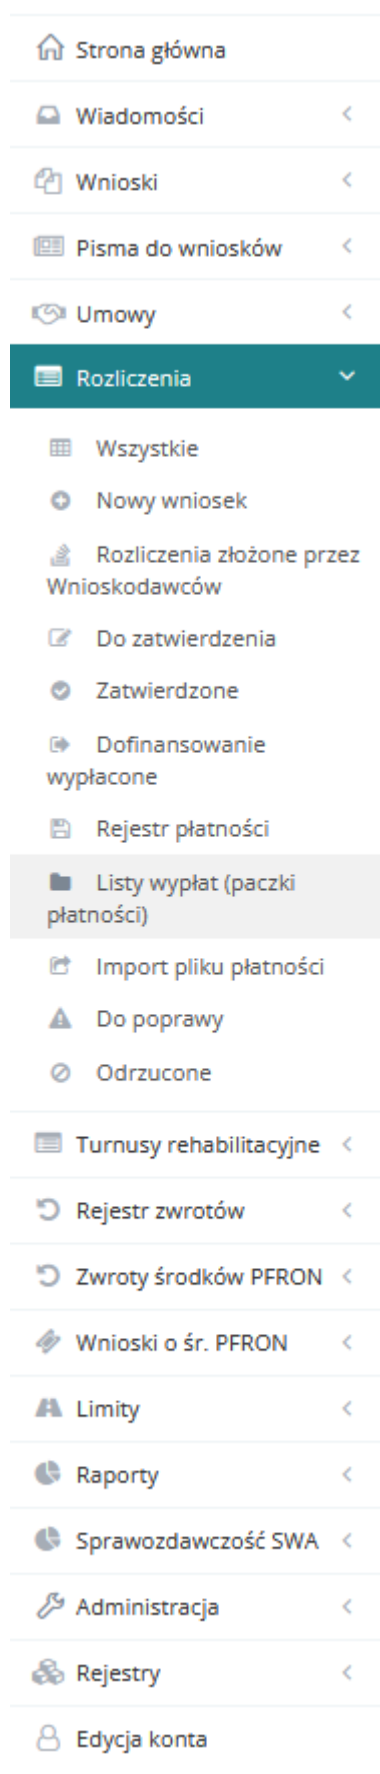 Strona główna
Wiadomości
Wnioski
Pisma do wniosków
Umowy
Rozliczenia
Wszystkie
Nowy wniosek
Rozliczenia złożone przez
Wnioskodawców
Do zatwierdzenia
Zatwierdzone
Dofinansowanie
wypłacone
Rejestr płatności
Listy wypłat (paczki
płatności)
Import pliku płatności
Do poprawy
Odrzucone
Turnusy rehabilitacyjne
Rejestr zwrotów
Zwroty środków PFRON
Wnioski o śr. PFRON
Limity
Raporty
Sprawozdawczość SWA
Administracja
Rejestry
Edycja konta